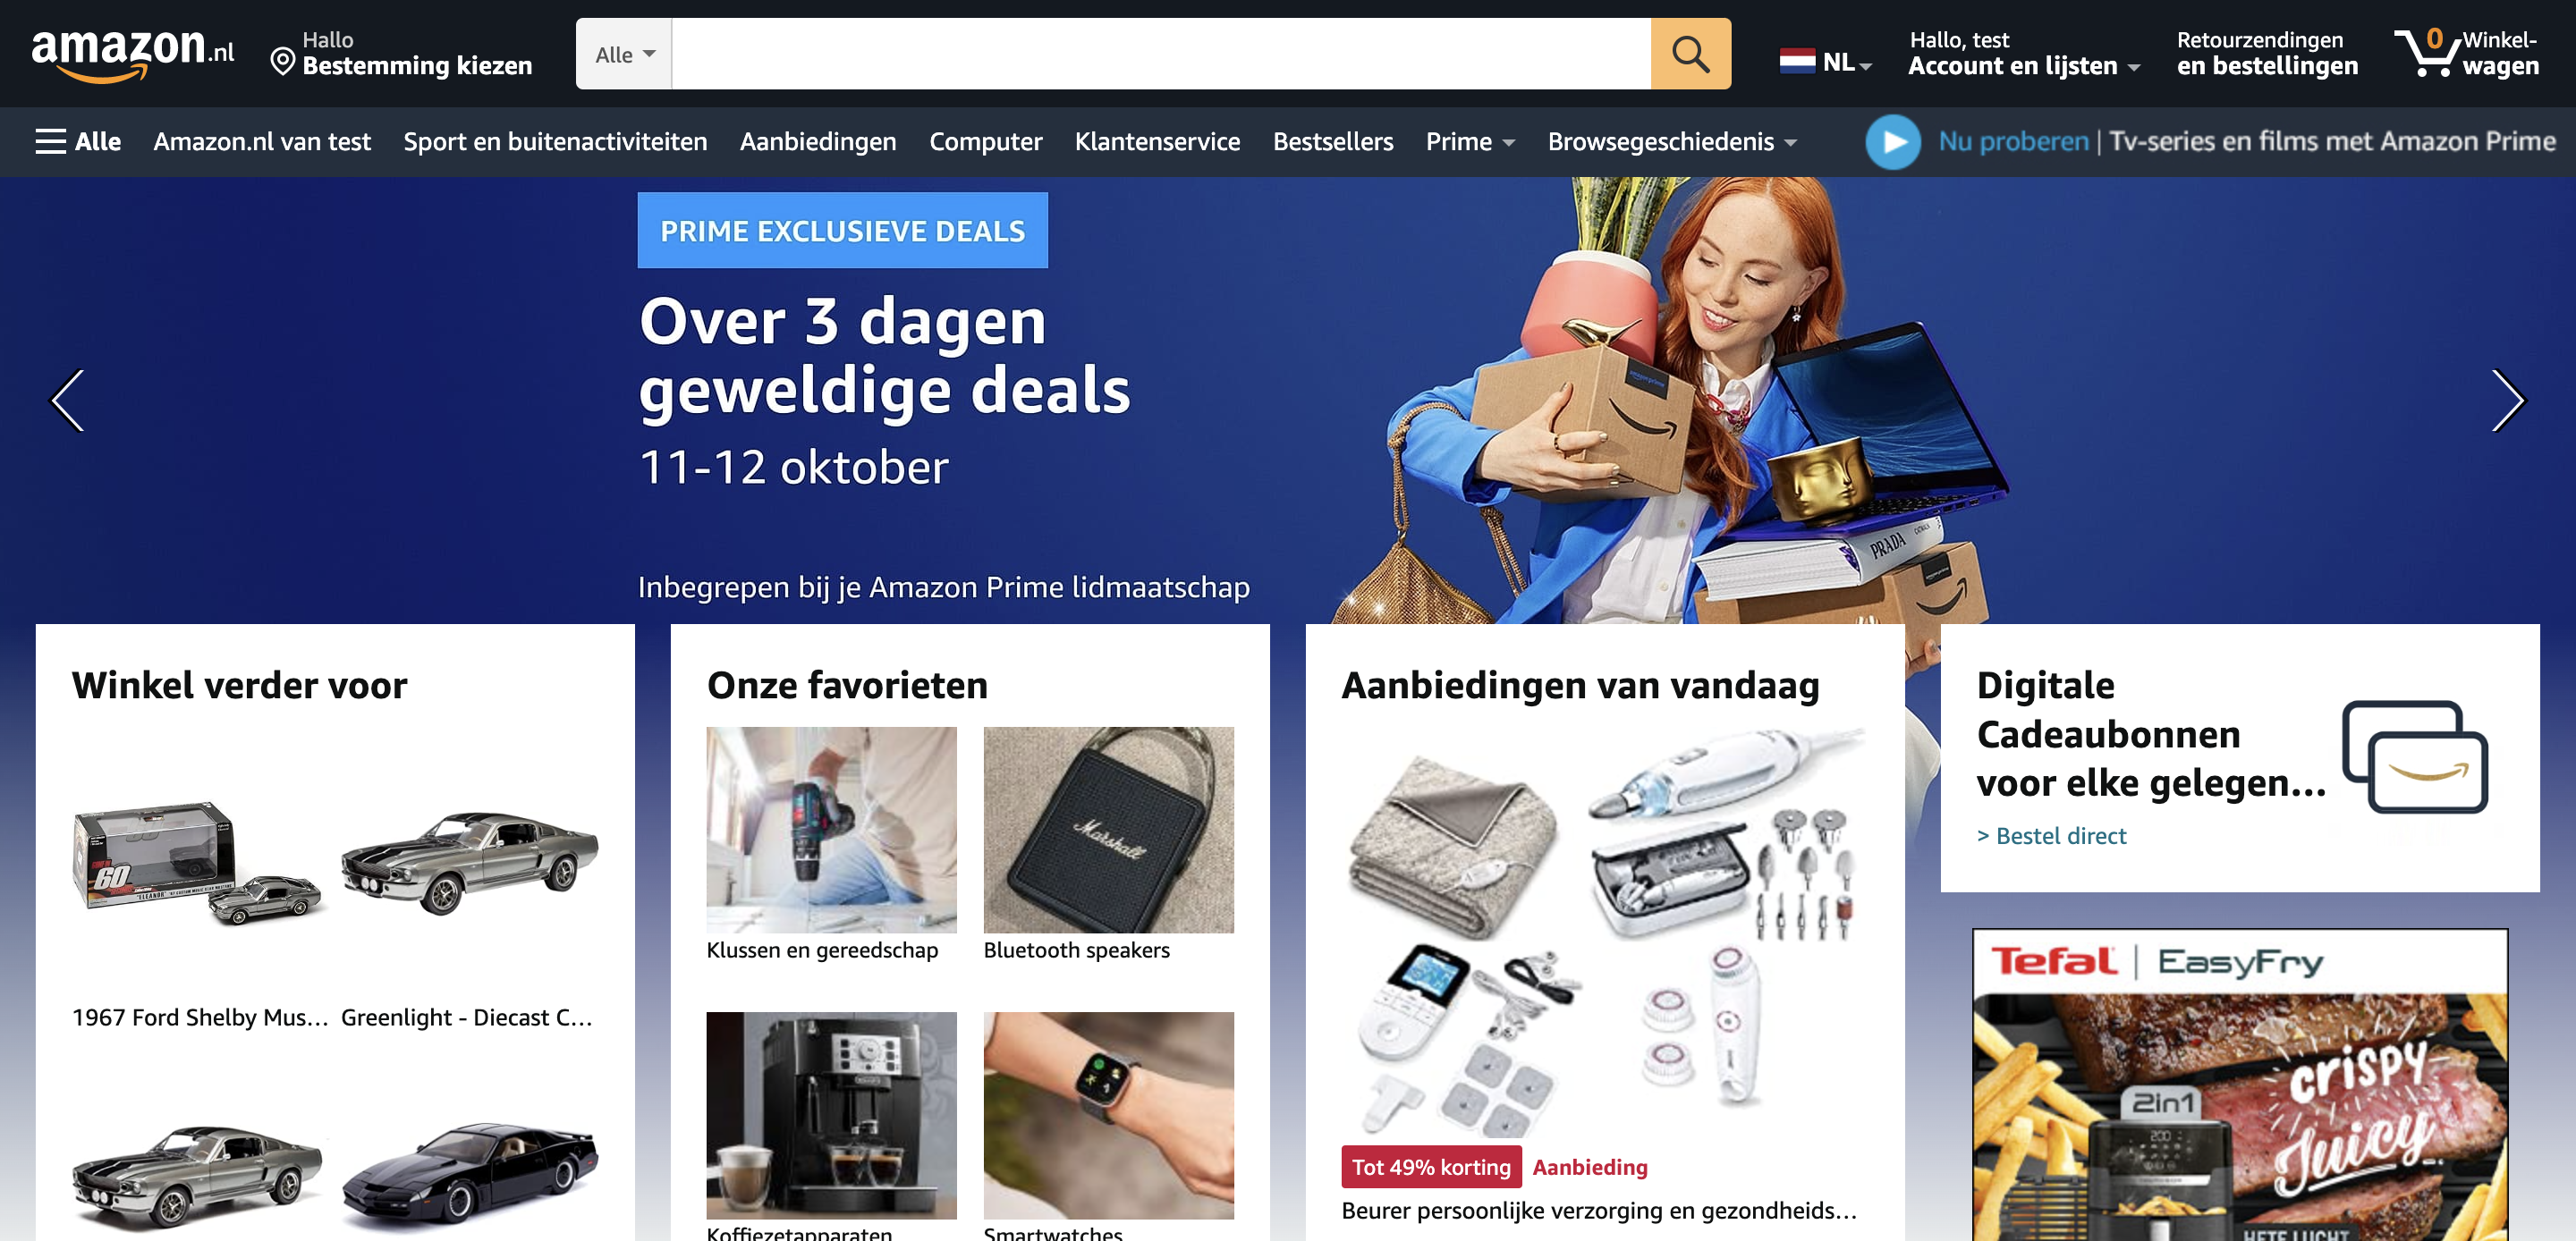 amazon.nl
Hallo
Bestemming kiezen
Alle
NL
Hallo, test
Account en lijsten
Retourzendingen
en bestellingen
0
Winkel-
wagen
Alle
Amazon.nl van test
Sport en buitenactiviteiten
Aanbiedingen
Computer
Klantenservice
Bestsellers
Prime
Browsegeschiedenis
Nu proberen | Tv-series en films met Amazon Prime
PRIME EXCLUSIEVE DEALS
Over 3 dagen
geweldige deals
11-12 oktober
Inbegrepen bij je Amazon Prime lidmaatschap
PRADA
Winkel verder voor
60
1967 Ford Shelby Mus...
Greenlight - Diecast C...
Onze favorieten
Marshall
Klussen en gereedschap
Bluetooth speakers
Koffiezetapparaten
Smartwatches
Aanbiedingen van vandaag
Tot 49% korting
Aanbieding
Beurer persoonlijke verzorging en gezondheids...
Digitale
Cadeaubonnen
voor elke gelegen...
> Bestel direct
Tefal | EasyFry
crispy
Juicy
2in1
200
HETE LUCHT